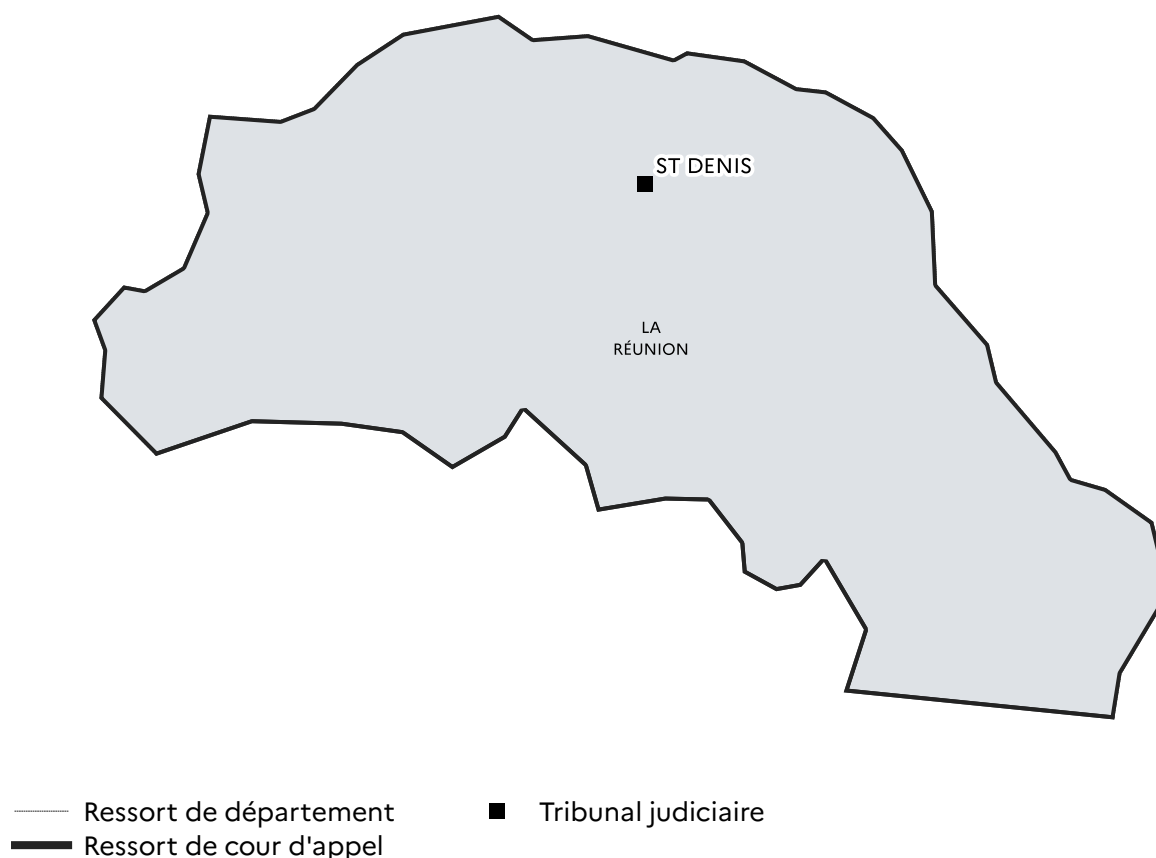 ST DENIS
LA
RÉUNION
Ressort de département
Tribunal judiciaire
Ressort de cour d'appel